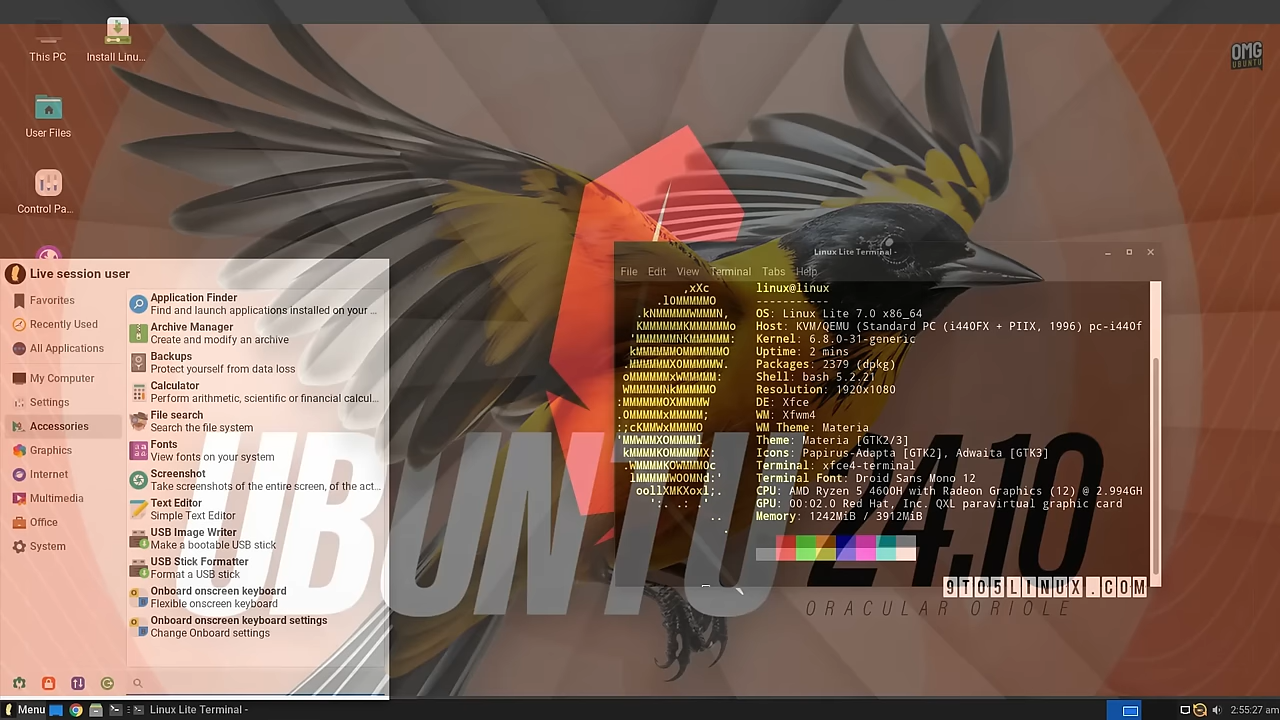 This PC
Install Linu...
OMG
UBUNTU
User Files
Control Pa...
Live session user
Favorites
Recently Used
All Applications
My Computer
Settings
Accessories
Graphics
Internet
Multimedia
Office
System
Application Finder
Find and launch applications installed on your ...
Archive Manager
Create and modify an archive
Backups
Protect yourself from data loss
Calculator
Perform arithmetic, scientific or financial calcul...
File search
Search the file system
Fonts
View fonts on your system
Screenshot
Take screenshots of the entire screen, of the act...
Text Editor
Simple Text Editor
USB Image Writer
Make a bootable USB stick
USB Stick Formatter
Format a USB stick
Onboard onscreen keyboard
Flexible onscreen keyboard
Onboard onscreen keyboard settings
Change Onboard settings
Linux Lite Terminal -
File Edit View Terminal Tabs Help
linux@linux
-----------
OS: Linux Lite 7.0 x86_64
Host: KVM/QEMU (Standard PC (i440FX + PIIX, 1996) pc-i440f
Kernel: 6.8.0-31-generic
Uptime: 2 mins
Packages: 2379 (dpkg)
Shell: bash 5.2.21
Resolution: 1920x1080
DE: Xfce
WM: Xfwm4
WM Theme: Materia
Theme: Materia [GTK2/3]
Icons: Papirus-Adapta [GTK2], Adwaita [GTK3]
Terminal: xfce4-terminal
Terminal Font: Droid Sans Mono 12
CPU: AMD Ryzen 5 4600H with Radeon Graphics (12) @ 2.994GH
GPU: 00:02.0 Red Hat, Inc. QXL paravirtual graphic card
Memory: 1242MiB / 3912MiB
UBUNTU 24.10
9TO5LINUX.COM
ORACULAR ORIOLE
Menu
Linux Lite Terminal -
2:55:27 am